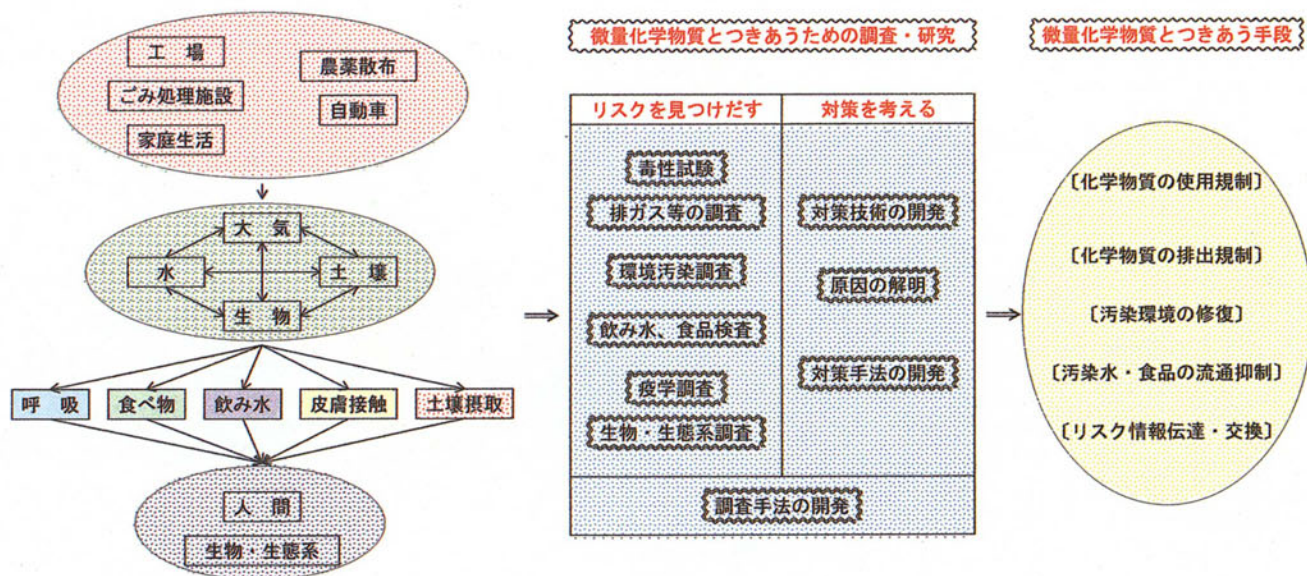 工場
農薬散布
ごみ処理施設
自動車
家庭生活
大気
水
土壌
生物
呼吸
食べ物
飲み水
皮膚接触
土壌摂取
人間
生物・生態系
微量化学物質とつきあうための調査・研究
リスクを見つけだす
対策を考える
毒性試験
排ガス等の調査
環境汚染調査
飲み水、食品検査
疫学調査
生物・生態系調査
対策技術の開発
原因の解明
対策手法の開発
調査手法の開発
微量化学物質とつきあう手段
〔化学物質の使用規制〕
〔化学物質の排出規制〕
〔汚染環境の修復〕
〔汚染水・食品の流通抑制〕
〔リスク情報伝達・交換〕